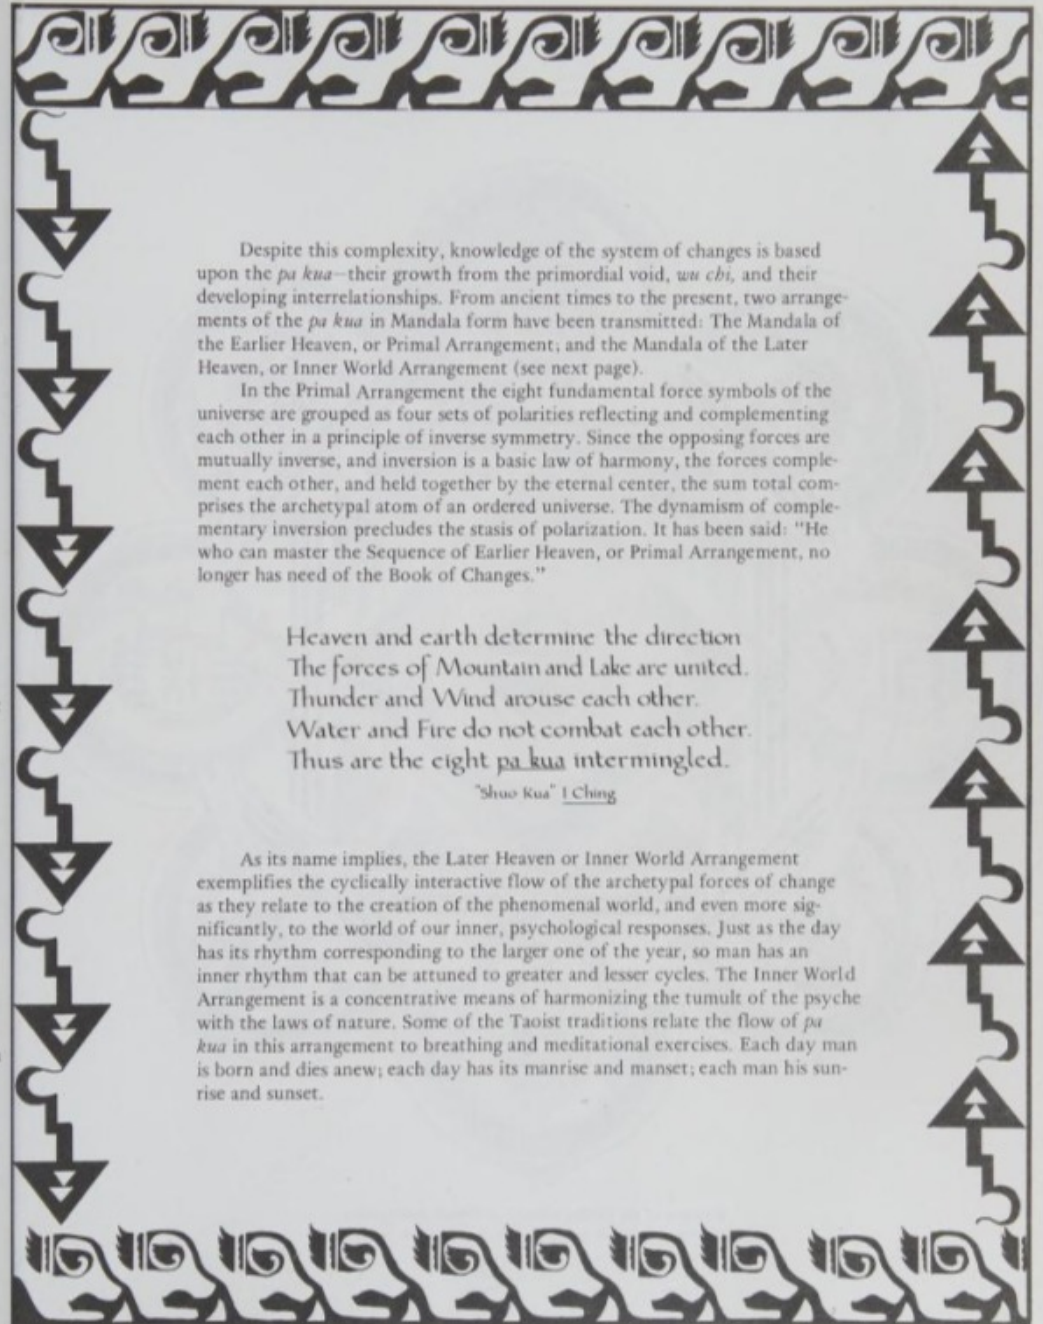 Despite this complexity, knowledge of the system of changes is based
upon the pa kua—their growth from the primordial void, wu chi, and their
developing interrelationships. From ancient times to the present, two arrange-
ments of the pa kua in Mandala form have been transmitted: The Mandala of
the Earlier Heaven, or Primal Arrangement; and the Mandala of the Later
Heaven, or Inner World Arrangement (see next page).
In the Primal Arrangement the eight fundamental force symbols of the
universe are grouped as four sets of polarities reflecting and complementing
each other in a principle of inverse symmetry. Since the opposing forces are
mutually inverse, and inversion is a basic law of harmony, the forces comple-
ment each other, and held together by the eternal center, the sum total com-
prises the archetypal atom of an ordered universe. The dynamism of comple-
mentary inversion precludes the stasis of polarization. It has been said: "He
who can master the Sequence of Earlier Heaven, or Primal Arrangement, no
longer has need of the Book of Changes."
Heaven and earth determine the direction
The forces of Mountain and Lake are united.
Thunder and Wind arouse each other.
Water and Fire do not combat each other.
Thus are the eight pa kua intermingled.
"Shuo Kua" I Ching
As its name implies, the Later Heaven or Inner World Arrangement
exemplifies the cyclically interactive flow of the archetypal forces of change
as they relate to the creation of the phenomenal world, and even more sig-
nificantly, to the world of our inner, psychological responses. Just as the day
has its rhythm corresponding to the larger one of the year, so man has an
inner rhythm that can be attuned to greater and lesser cycles. The Inner World
Arrangement is a concentrative means of harmonizing the tumult of the psyche
with the laws of nature. Some of the Taoist traditions relate the flow of pa
kua in this arrangement to breathing and meditational exercises. Each day man
is born and dies anew; each day has its manrise and manset; each man his sun-
rise and sunset.